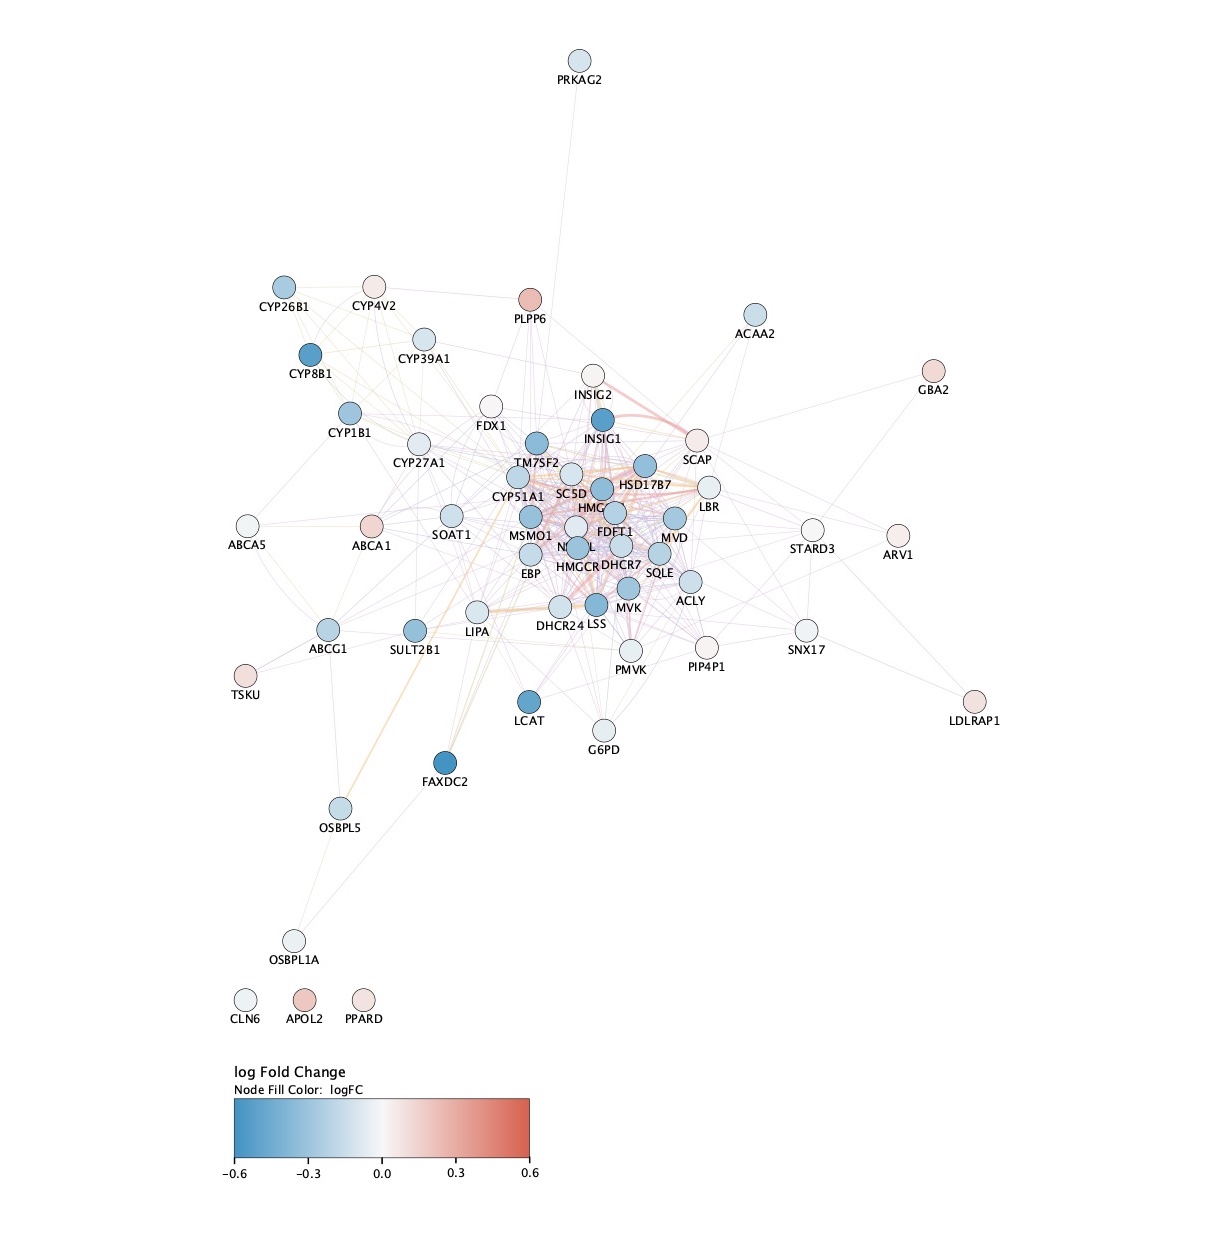 PRKAG2
CYP26B1
CYP4V2
PLPP6
ACAA2
CYP39A1
CYP8B1
GBA2
INSIG2
FDX1
CYP1B1
INSIG1
SCAP
CYP27A1
TM7SF2
HSD17B7
CYP51A1
SC5D
LBR
FDFT1
MSMO1
MVD
ABCA5
ABCA1
SOAT1
STARD3
ARV1
EBP
HMGCR
DHCR7
SQLE
ACLY
MVK
LIPA
DHCR24
LSS
ABCG1
SULT2B1
PMVK
PIP4P1
SNX17
TSKU
LCAT
LDLRAP1
G6PD
FAXDC2
OSBPL5
OSBPL1A
CLN6
APOL2
PPARD
log Fold Change
Node Fill Color: logFC
−0.6
−0.3
0.0
0.3
0.6